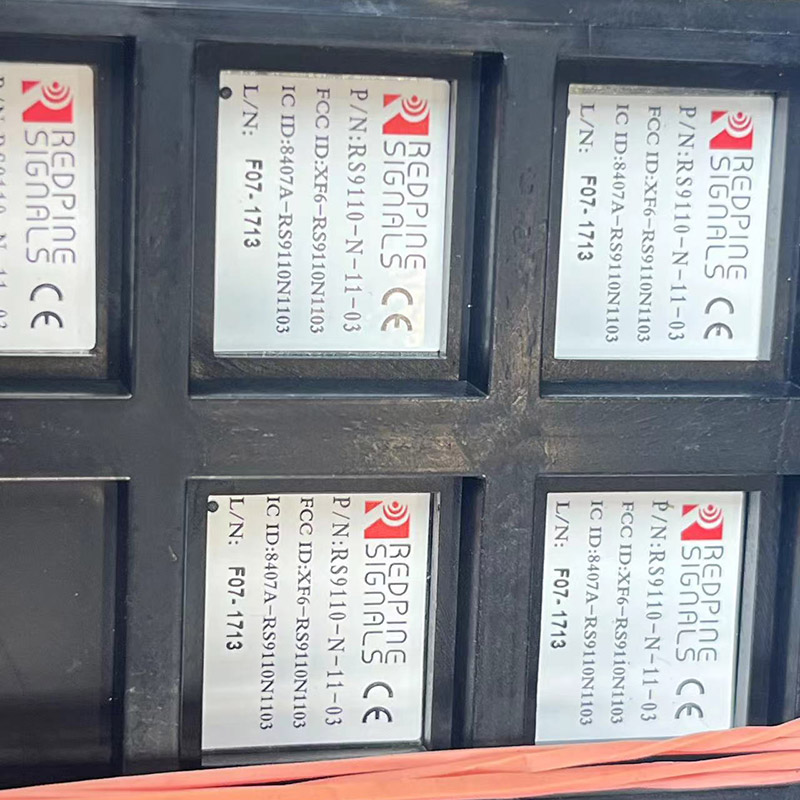 REDPINE
SIGNALS CE
P/N:RS9110-N-11-03
REDPINE
SIGNALS CE
P/N:RS9110-N-11-03
FCC ID:XF6-RS9110N1103
IC ID:8407A-RS9110N1103
L/N: F07-1713
REDPINE
SIGNALS CE
P/N:RS9110-N-11-03
FCC ID:XF6-RS9110N1103
IC ID:8407A-RS9110N1103
L/N: F07-1713
REDPINE
SIGNALS CE
P/N:RS9110-N-11-03
FCC ID:XF6-RS9110N1103
IC ID:8407A-RS9110N1103
L/N: F07-1713
REDPINE
SIGNALS CE
P/N:RS9110-N-11-03
FCC ID:XF6-RS9110N1103
IC ID:8407A-RS9110N1103
L/N: F07-1713